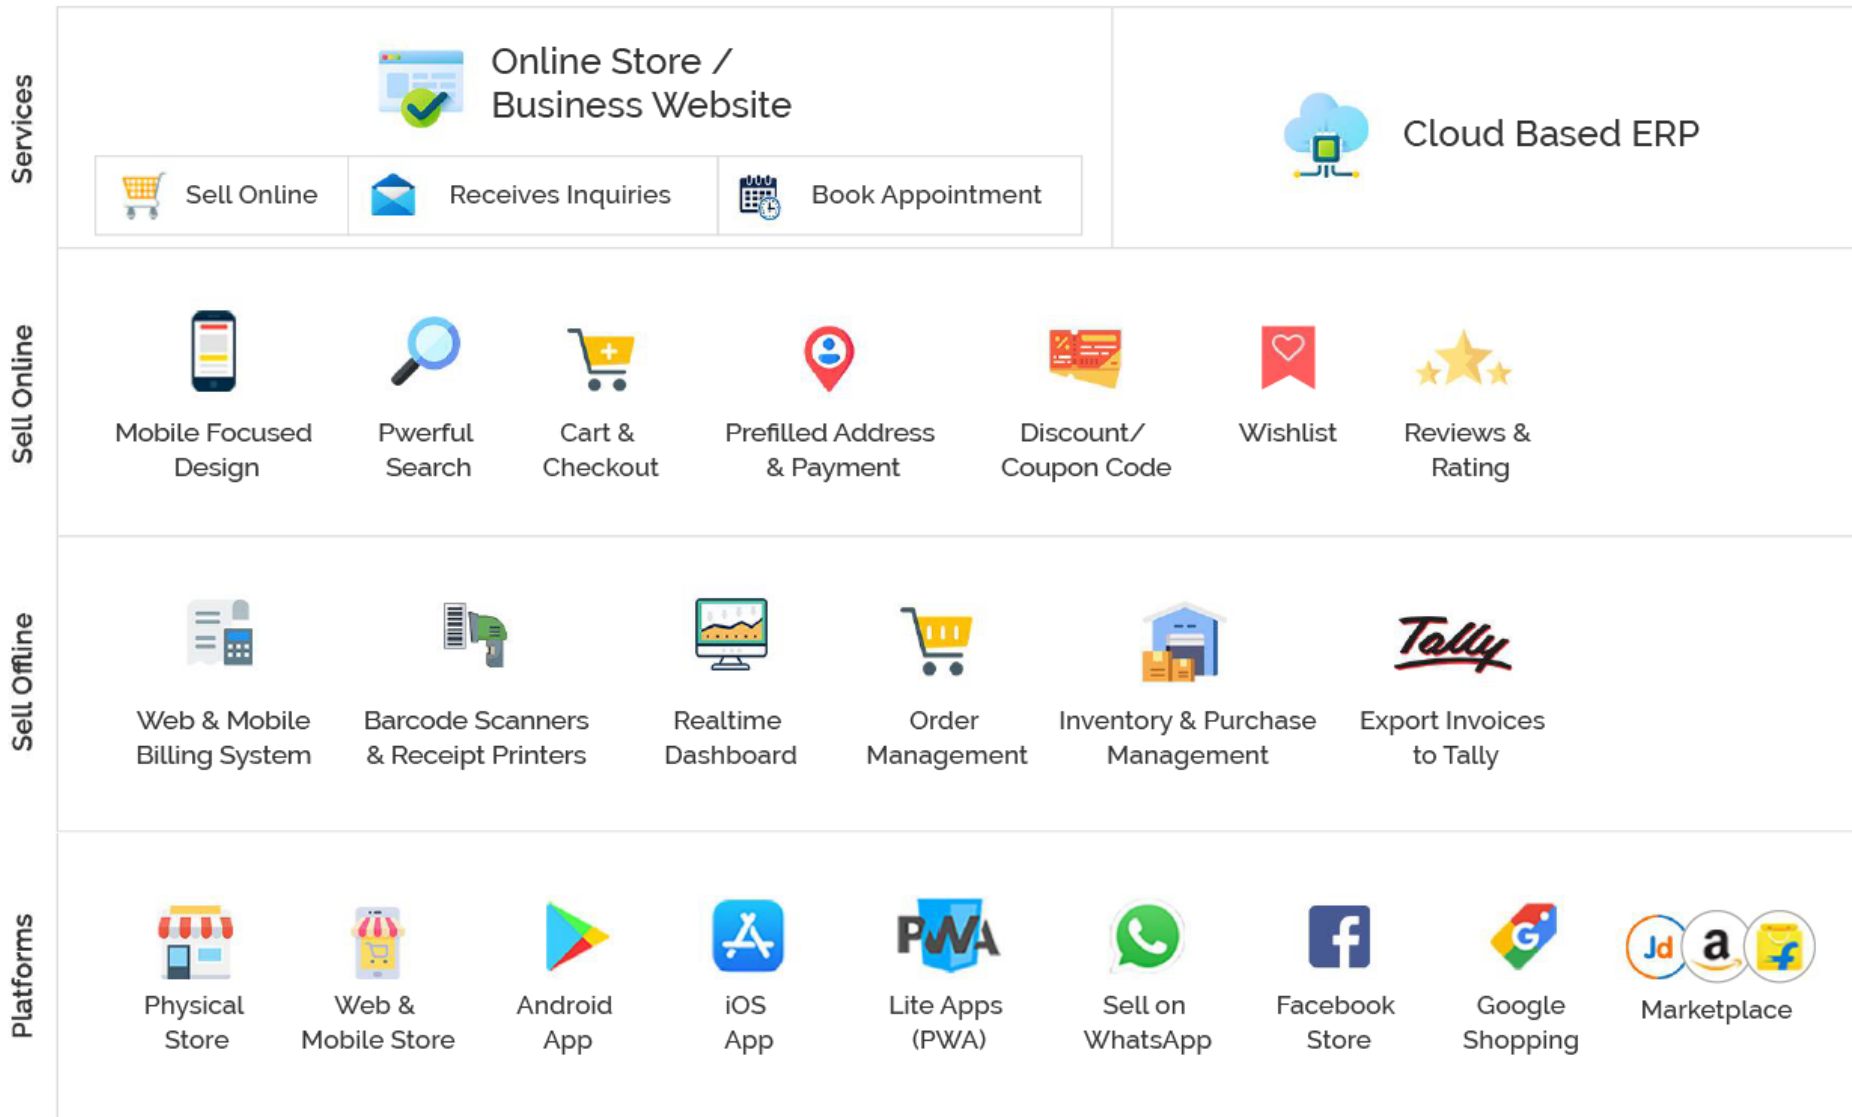 Services
Online Store /
Business Website
Cloud Based ERP
Sell Online
Receives Inquiries
Book Appointment
Sell Online
Mobile Focused
Design
Pwerful
Search
Cart &
Checkout
Prefilled Address
& Payment
Discount/
Coupon Code
Wishlist
Reviews &
Rating
Sell Offline
Tally
Web & Mobile
Billing System
Barcode Scanners
& Receipt Printers
Realtime
Dashboard
Order
Management
Inventory & Purchase
Management
Export Invoices
to Tally
Platforms
PWA
f
G
Jd
a
f
Physical
Store
Web &
Mobile Store
Android
App
iOS
App
Lite Apps
(PWA)
Sell on
WhatsApp
Facebook
Store
Google
Shopping
Marketplace